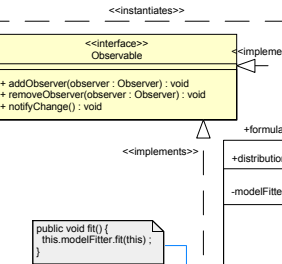 <<instantiates>>
<<interface>>
Observable
<<impleme
+ addObserver(observer : Observer) : void
+ removeObserver(observer : Observer) : void
+ notifyChange() : void
+formula
<<implements>>
+distribution
-modelFitte
public void fit() {
this.modelFitter.fit(this) ;
}